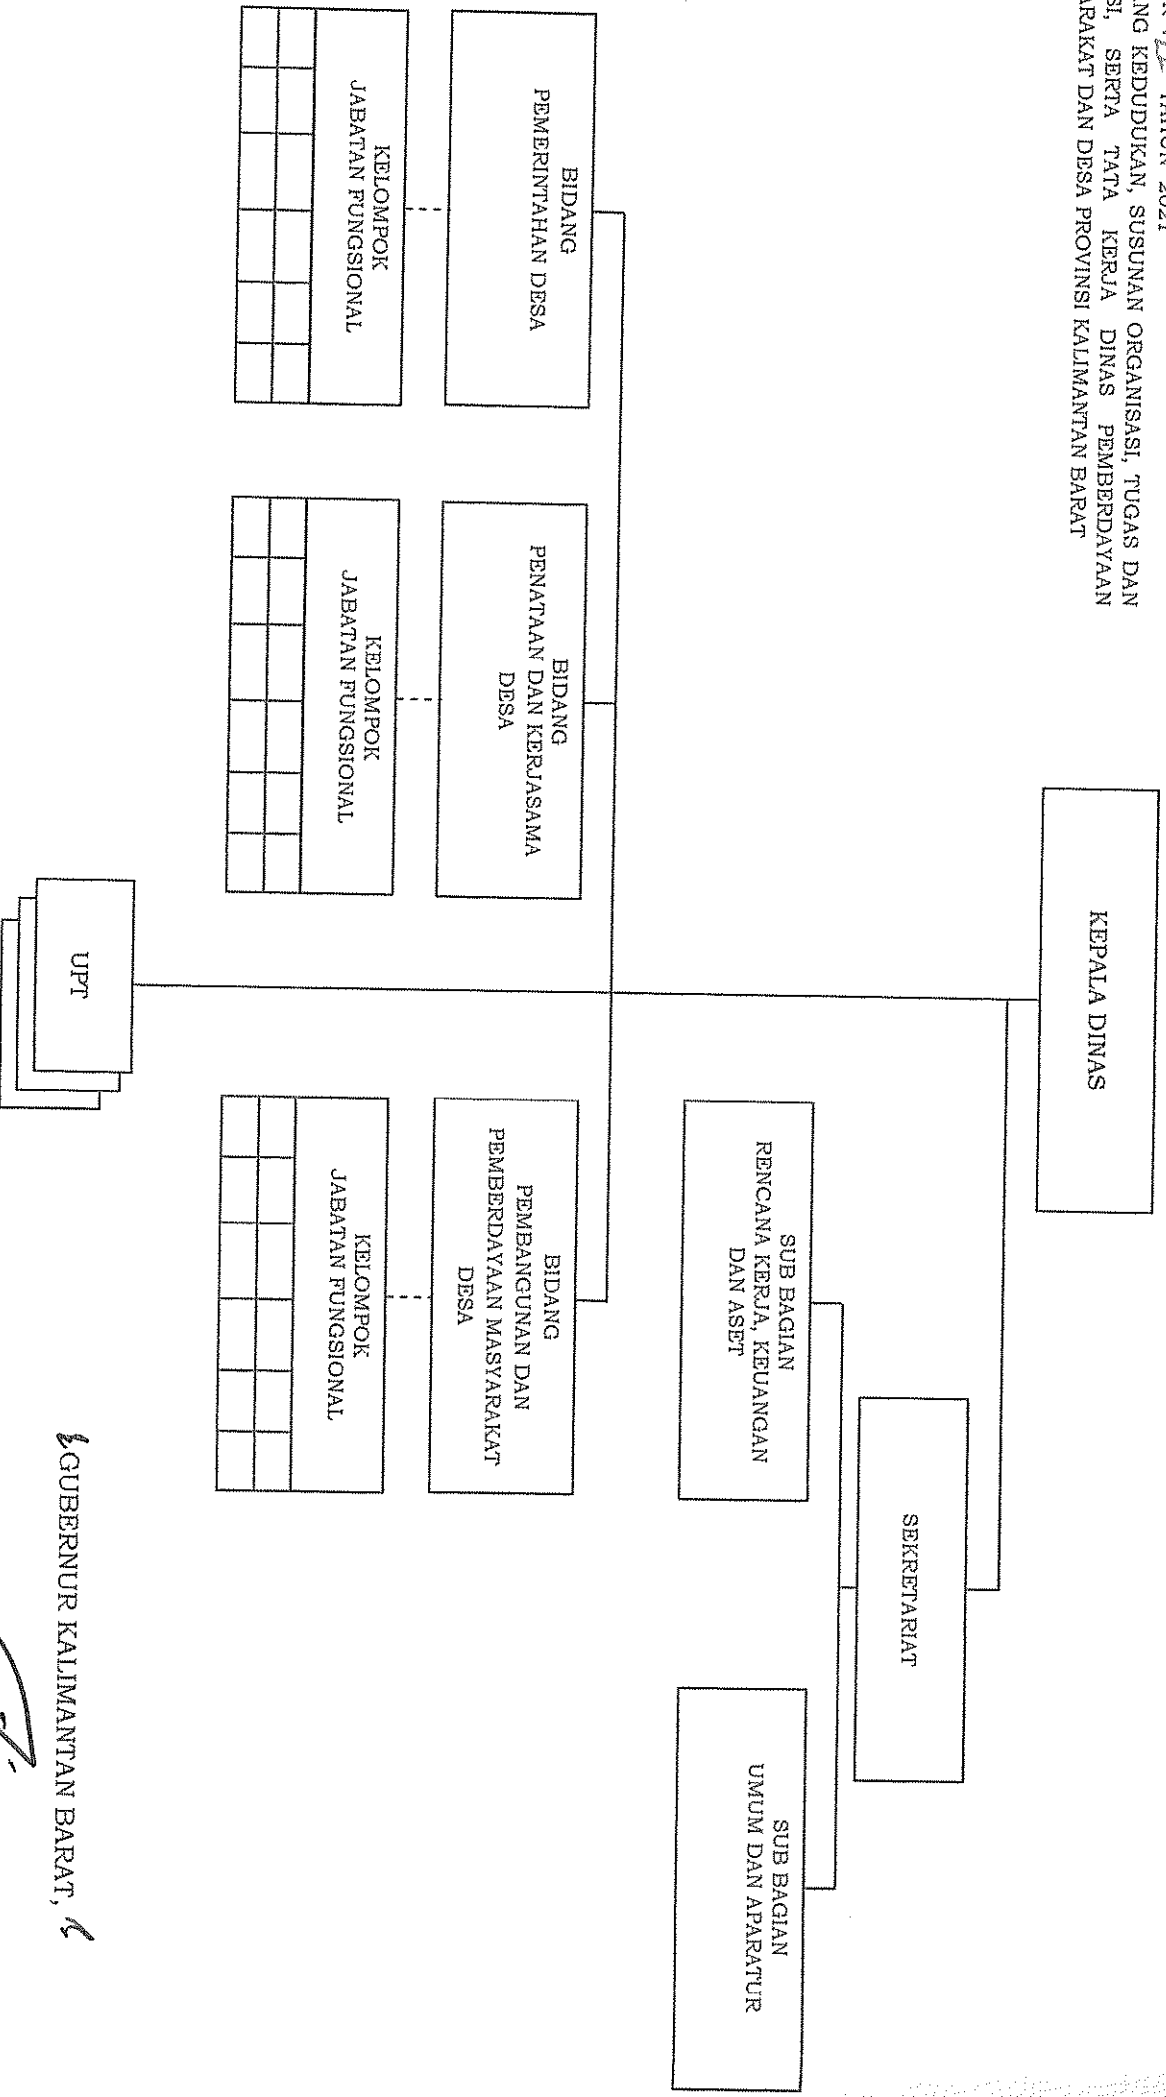 TAHUN 2021
KEDUDUKAN, SUSUNAN ORGANISASI, TUGAS DAN
SERTA TATA KERJA DINAS PEMBERDAYAAN
DAN DESA PROVINSI KALIMANTAN BARAT
KEPALA DINAS
SEKRETARIAT
SUB BAGIAN
RENCANA KERJA, KEUANGAN
DAN ASET
SUB BAGIAN
UMUM DAN APARATUR
BIDANG
PEMERINTAHAN DESA
BIDANG
PENATAAN DAN KERJASAMA
DESA
BIDANG
PEMBANGUNAN DAN
PEMBERDAYAAN MASYARAKAT
DESA
KELOMPOK
JABATAN FUNGSIONAL
KELOMPOK
JABATAN FUNGSIONAL
KELOMPOK
JABATAN FUNGSIONAL
UPT
GUBERNUR KALIMANTAN BARAT,